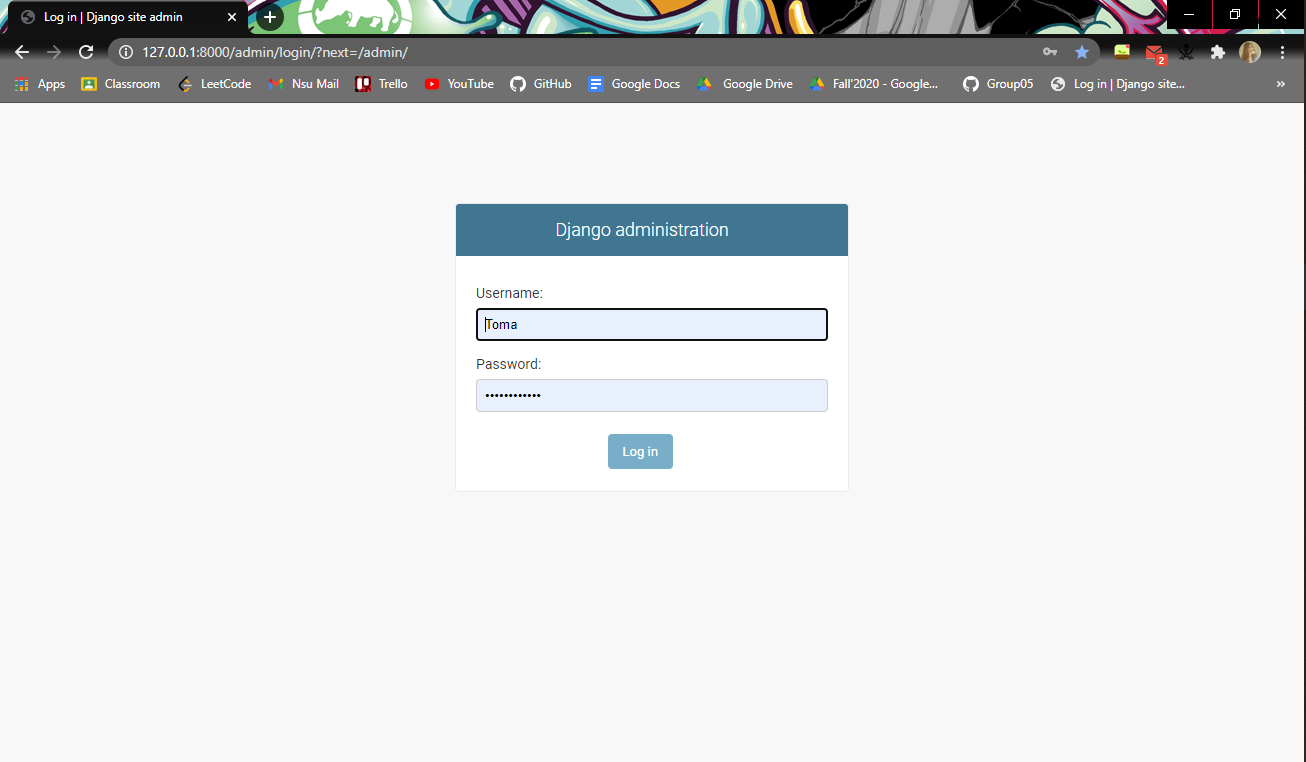 Log in | Django site admin
127.0.0.1:8000/admin/login/?next=/admin/
2
Apps Classroom LeetCode Nsu Mail Trello YouTube GitHub Google Docs Google Drive Fall'2020 - Google... Group05 Log in | Django site... »
Django administration
Username:
Toma
Password:
••••••••••••
Log in